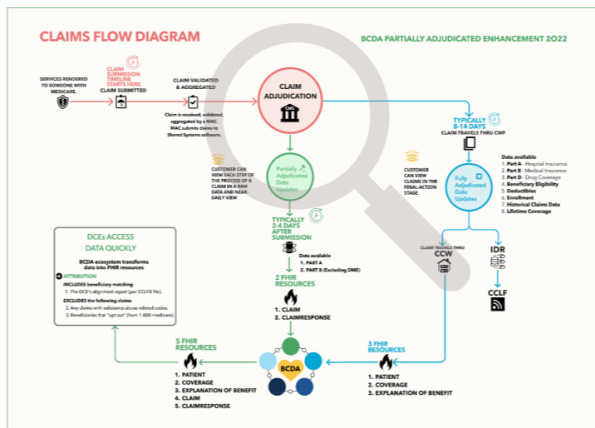 CLAIMS FLOW DIAGRAM
BCDA PARTIALLY ADJUDICATED ENHANCEMENT 2022
SERVICES RENDERED
TO SOMEONE WITH
MEDICARE.
CLAIM
SUBMISSION
TIMELINE
STARTS HERE.
CLAIM SUBMITTED
CLAIM VALIDATED
& AGGREGATED
Claim is received, validated,
aggregated by a MAC.
MAC submits claims to
Shared Systems software.
CLAIM
ADJUDICATION
CMS
TYPICALLY
8-14 DAYS
CLAIM TRAVELS THRU CWF
CUSTOMER CAN
VIEW EACH STEP OF
THE PROCESS OF A
CLAIM IN A RAW
DATA AND NEAR-
DAILY VIEW
Partially
Adjudicated
Data
Updates
CUSTOMER
CAN VIEW
CLAIMS IN THE
FINAL-ACTION
STAGE
Fully
Adjudicated
Data
Updates
Data available
1. Part A - Hospital Insurance
2. Part B - Medical Insurance
3. Part D - Drug Coverage
4. Beneficiary Eligibility
5. Deductibles
6. Enrollment
7. Historical Claims Data
8. Lifetime Coverage
TYPICALLY
2-4 DAYS
AFTER
SUBMISSION
Data available
1. PART A
2. PART B (Excluding DME)
CLAIM TRAVELS THRU
CCW
IDR
CCLF
DCEs ACCESS
DATA QUICKLY
BCDA ecosystem transforms
data into FHIR resources
ATTRIBUTION
INCLUDES beneficiary matching:
1. The DCE's alignment report (per CCLF8 file).
EXCLUDES the following claims:
1. Any claims with substance abuse-related codes.
2. Beneficiaries that "opt out" (from 1-800 medicare).
2 FHIR
RESOURCES
1. CLAIM
2. CLAIMRESPONSE
5 FHIR
RESOURCES
1. PATIENT
2. COVERAGE
3. EXPLANATION OF BENEFIT
4. CLAIM
5. CLAIMRESPONSE
BCDA
3 FHIR
RESOURCES
1. PATIENT
2. COVERAGE
3. EXPLANATION OF BENEFIT